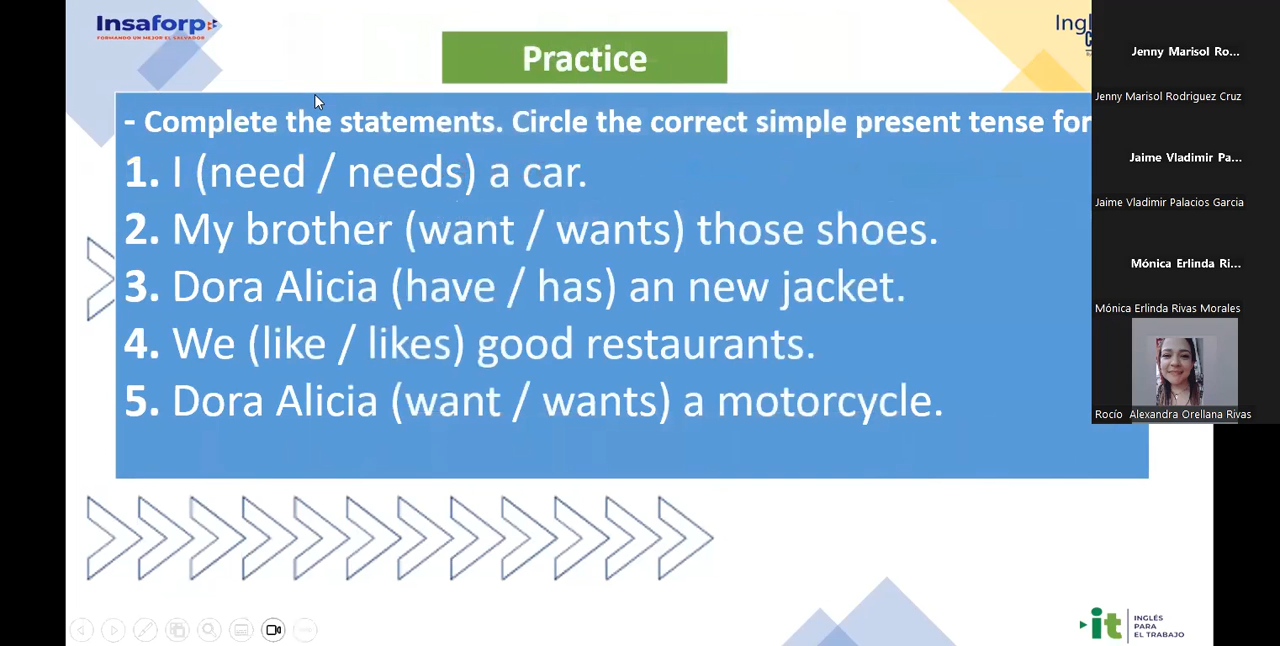 Insaforp
FORMANDO UN MEJOR EL SALVADOR
Practice
- Complete the statements. Circle the correct simple present tense for
1. I (need / needs) a car.
2. My brother (want / wants) those shoes.
3. Dora Alicia (have / has) an new jacket.
4. We (like / likes) good restaurants.
5. Dora Alicia (want / wants) a motorcycle.
Jenny Marisol Ro...
Jenny Marisol Rodriguez Cruz
Jaime Vladimir Pa...
Jaime Vladimir Palacios Garcia
Mónica Erlinda Ri...
Mónica Erlinda Rivas Morales
Rocío Alexandra Orellana Rivas
it
INGLÉS
PARA
EL TRABAJO